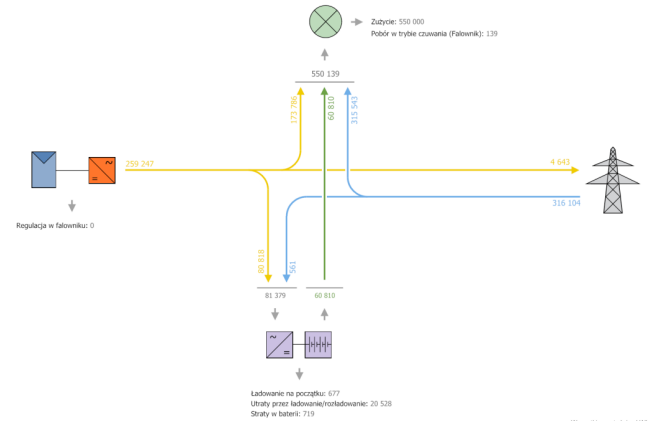 Zużycie: 550 000
Pobór w trybie czuwania (Falownik): 139
550 139
173 786
60 810
315 543
259 247
4 643
316 104
Regulacja w falowniku: 0
80 818
561
81 379
60 810
Ładowanie na początku: 677
Utraty przez ładowanie/rozładowanie: 20 528
Straty w baterii: 719